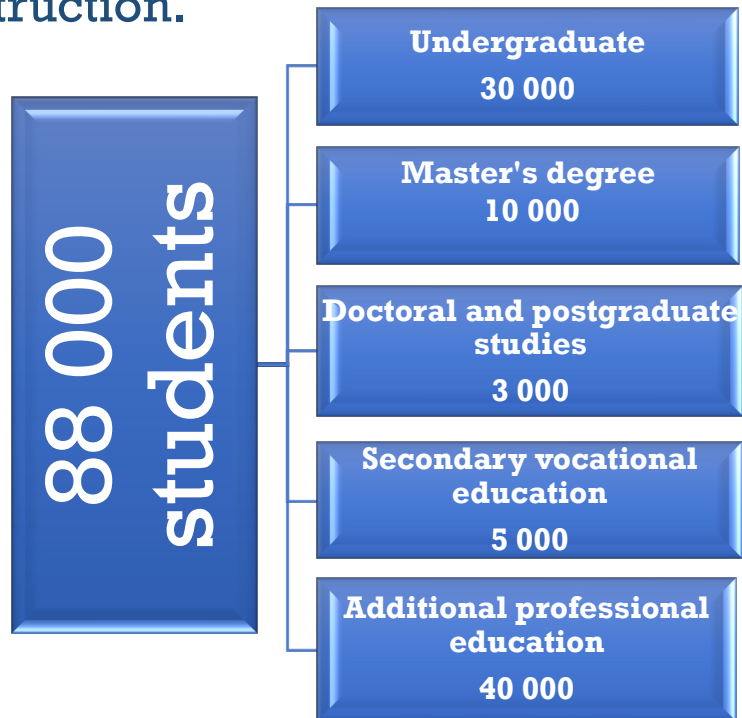 truction.
88 000
students
Undergraduate
30 000
Master's degree
10 000
Doctoral and postgraduate
studies
3 000
Secondary vocational
education
5 000
Additional professional
education
40 000